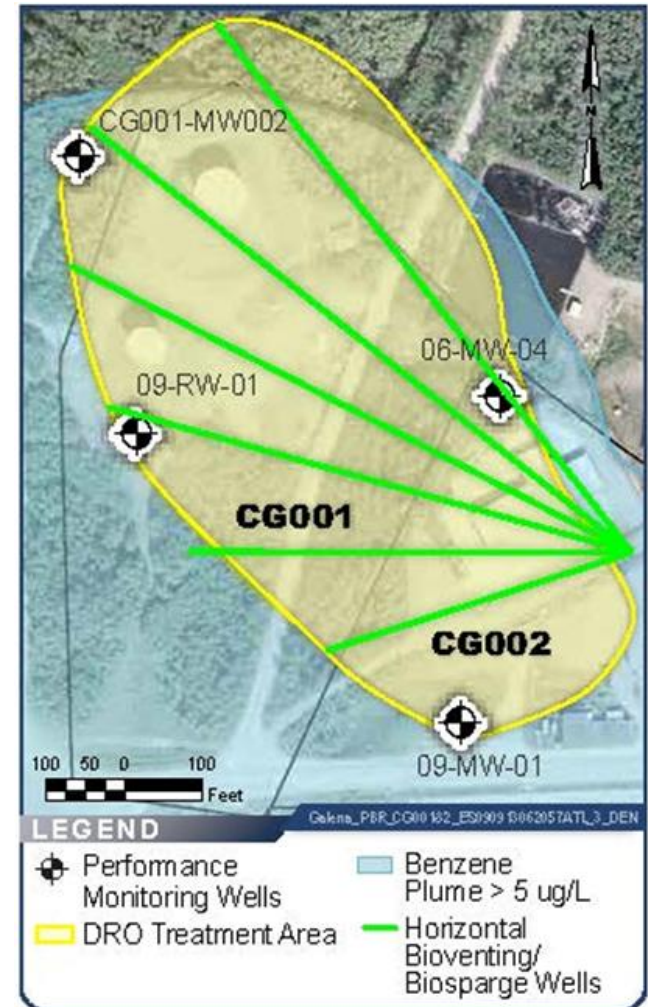 N
CG001-MW002
06-MW-04
09-RW-01
CG001
CG002
09-MW-01
100 50 0 100
Feet
LEGEND
Performance
Monitoring Wells
DRO Treatment Area
Benzene
Plume > 5 ug/L
Horizontal
Bioventing/
Biosparge Wells